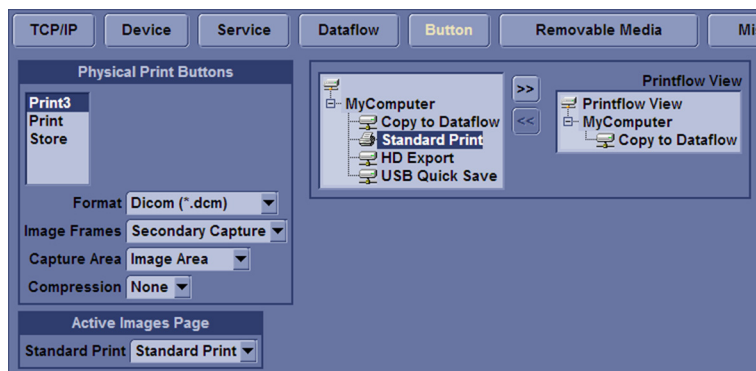 TCP/IP Device Service Dataflow Button Removable Media
Physical Print Buttons
Print3
Print
Store
Format Dicom (*.dcm)
Image Frames Secondary Capture
Capture Area Image Area
Compression None
Active Images Page
Standard Print Standard Print
MyComputer
Copy to Dataflow
Standard Print
HD Export
USB Quick Save
>>
<<
Printflow View
Printflow View
MyComputer
Copy to Dataflow